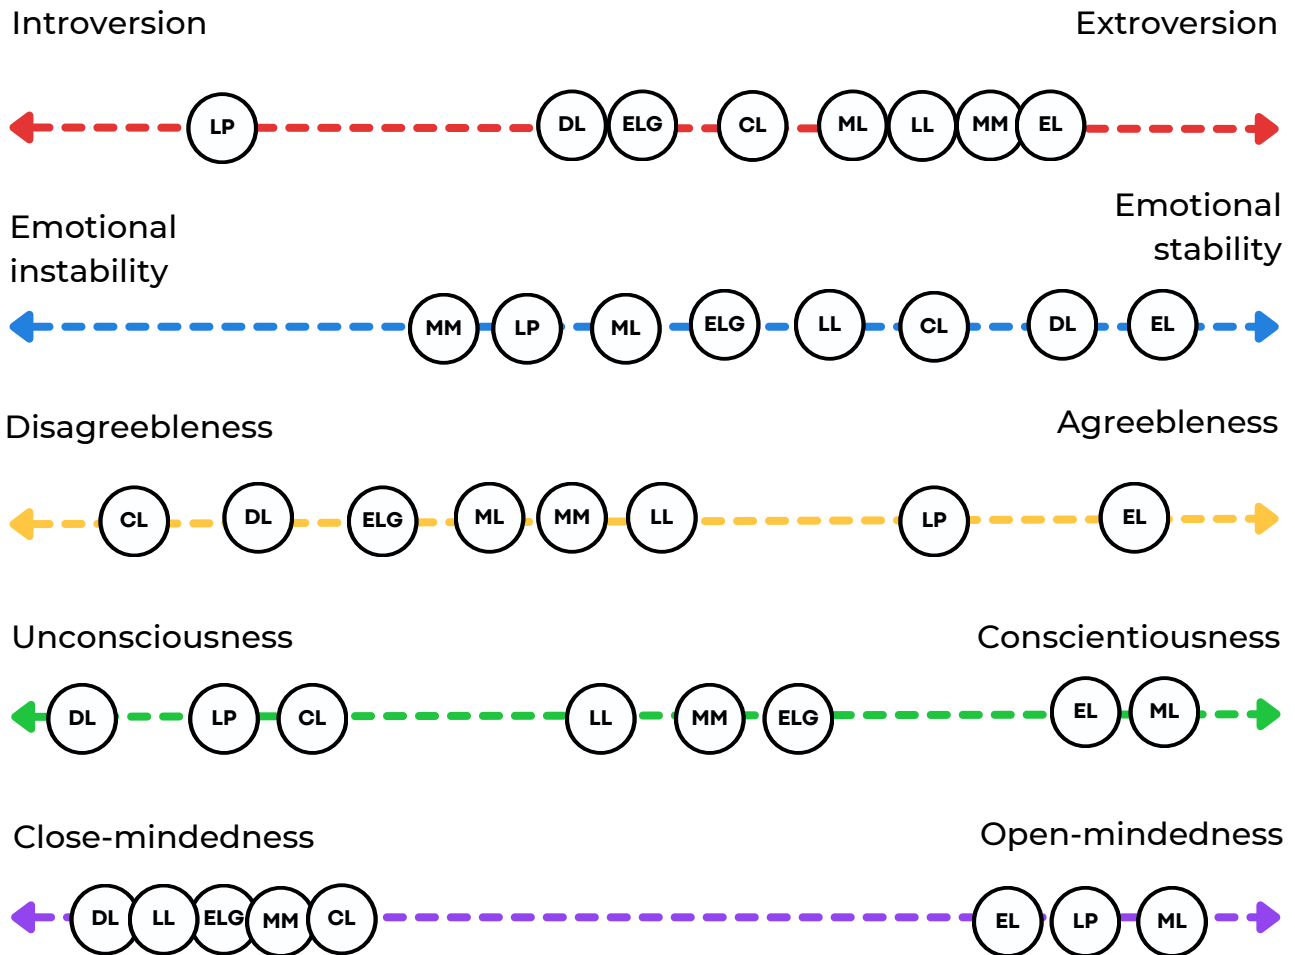 Introversion Extroversion
LP DL ELG CL ML LL MM EL
Emotional
instability
Emotional
stability
MM LP ML ELG LL CL DL EL
Disagreebleness Agreebleness
CL DL ELG ML MM LL LP EL
Unconsciousness Conscientiousness
DL LP CL LL MM ELG EL ML
Close-mindedness Open-mindedness
DL LL ELG MM CL EL LP ML